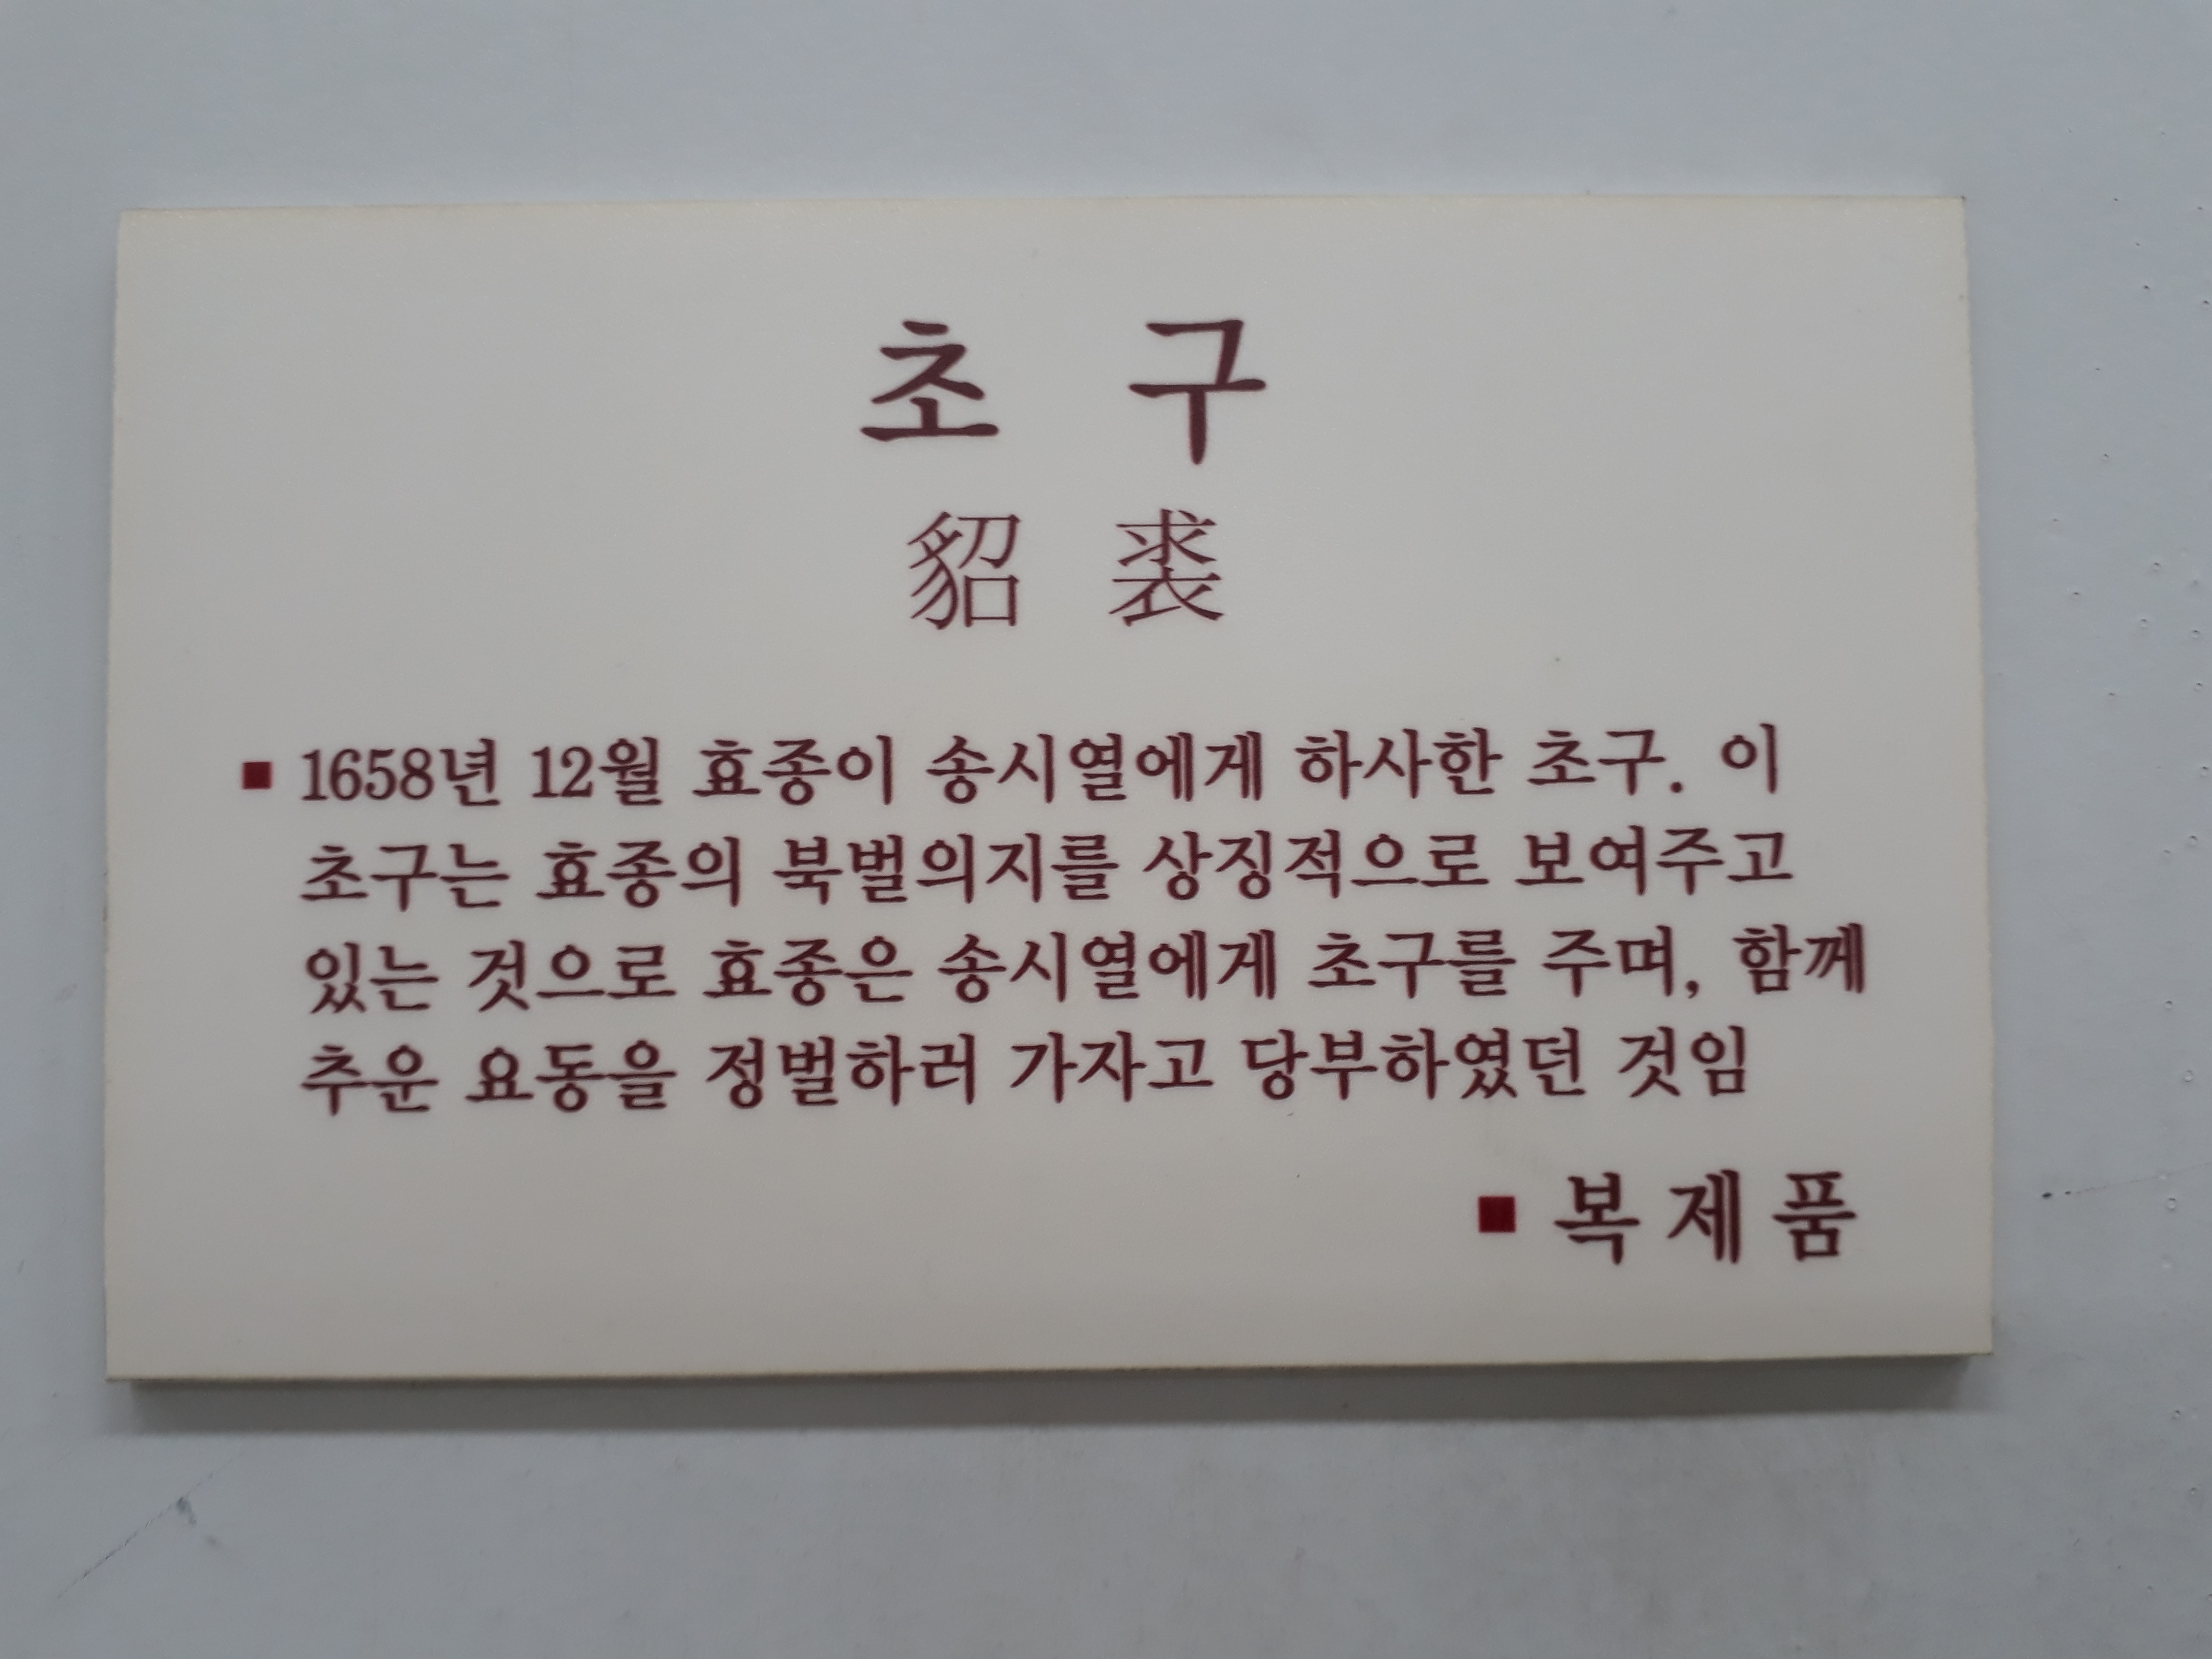 초 구
貂 裘
■ 1658년 12월 효종이 송시열에게 하사한 초구. 이
초구는 효종의 북벌의지를 상징적으로 보여주고
있는 것으로 효종은 송시열에게 초구를 주며, 함께
추운 요동을 정벌하러 가자고 당부하였던 것임
■ 복 제 품